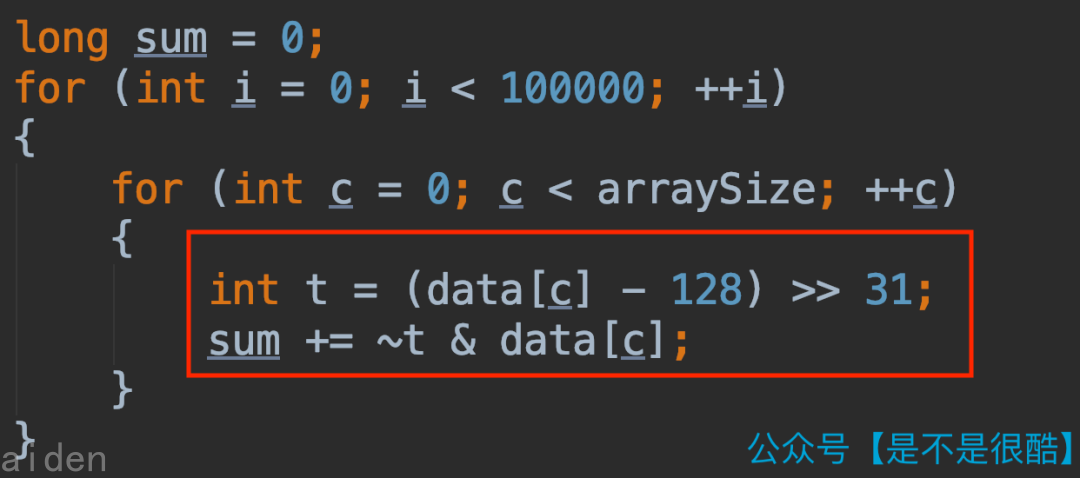 long sum = 0;
for (int i = 0; i < 100000; ++i)
{
for (int c = 0; c < arraySize; ++c)
{
int t = (data[c] - 128) >> 31;
sum += ~t & data[c];
}
}
aiden
公众号【是不是很酷】